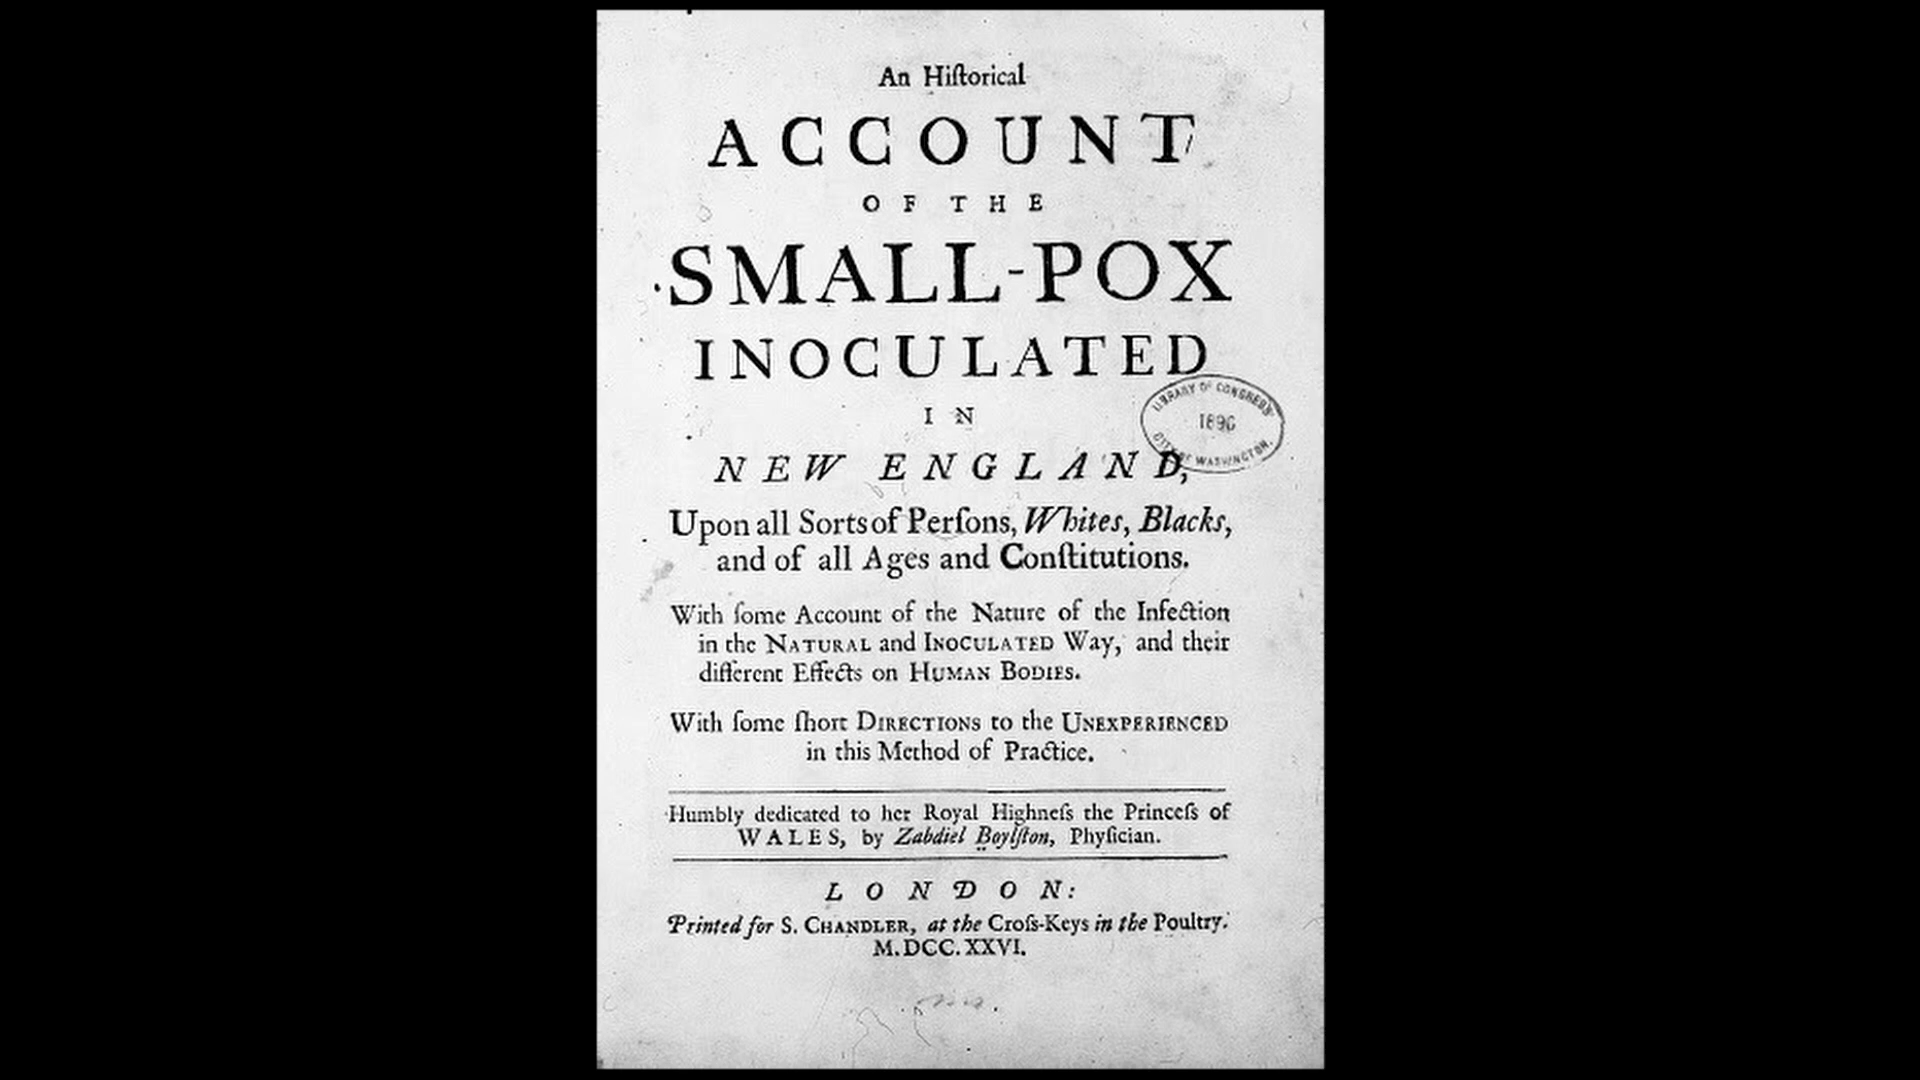 An Hiſtorical
ACCOUNT
OF THE
SMALL-POX
INOCULATED
IN
NEW ENGLAND,
Upon all Sorts of Perſons, Whites, Blacks,
and of all Ages and Conſtitutions.
With ſome Account of the Nature of the Infection
in the NATURAL and INOCULATED Way, and their
different Effects on HUMAN BODIES.
With ſome ſhort DIRECTIONS to the UNEXPERIENCED
in this Method of Practice.
Humbly dedicated to her Royal Highneſs the Princeſs of
WALES, by Zabdiel Boylſton, Phyſician.
LONDON:
Printed for S. CHANDLER, at the Croſs-Keys in the Poultry.
M.DCC.XXVI.
LIBRARY OF CONGRESS
CITY OF WASHINGTON.